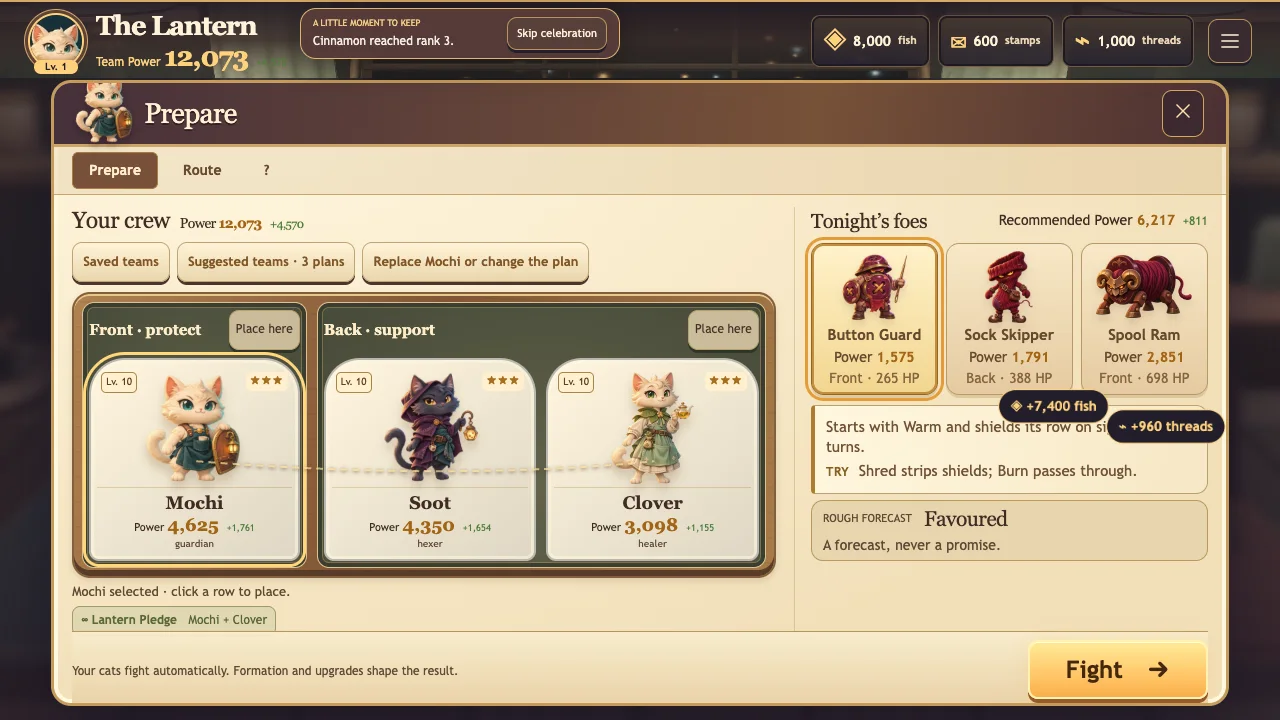 The Lantern
Team Power 12,073
Lv. 1
A LITTLE MOMENT TO KEEP
Cinnamon reached rank 3.
Skip celebration
8,000 fish
600 stamps
1,000 threads
Prepare
Prepare
Route
?
Your crew Power 12,073 +4,570
Saved teams
Suggested teams · 3 plans
Replace Mochi or change the plan
Front · protect
Place here
Back · support
Place here
Lv. 10
Mochi
Power 4,625 +1,761
guardian
Lv. 10
Soot
Power 4,350 +1,654
hexer
Lv. 10
Clover
Power 3,098 +1,155
healer
Mochi selected · click a row to place.
∞ Lantern Pledge Mochi + Clover
Tonight's foes
Recommended Power 6,217 +811
Button Guard
Power 1,575
Front · 265 HP
Sock Skipper
Power 1,791
Back · 388 HP
Spool Ram
Power 2,851
Front · 698 HP
+7,400 fish
+960 threads
Starts with Warm and shields its row on
turns.
TRY Shred strips shields; Burn passes through.
ROUGH FORECAST Favoured
A forecast, never a promise.
Your cats fight automatically. Formation and upgrades shape the result.
Fight →